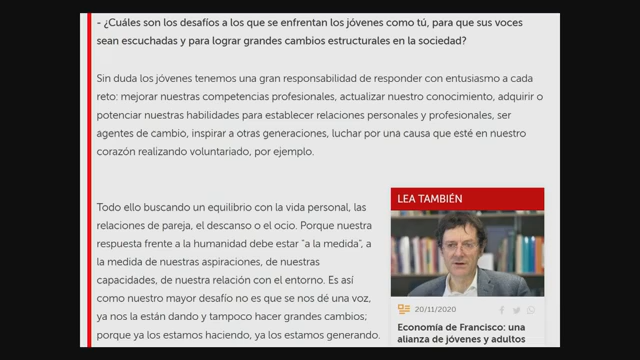 - ¿Cuáles son los desafíos a los que se enfrentan los jóvenes como tú, para que sus voces
sean escuchadas y para lograr grandes cambios estructurales en la sociedad?
Sin duda los jóvenes tenemos una gran responsabilidad de responder con entusiasmo a cada
reto: mejorar nuestras competencias profesionales, actualizar nuestro conocimiento, adquirir o
potenciar nuestras habilidades para establecer relaciones personales y profesionales, ser
agentes de cambio, inspirar a otras generaciones, luchar por una causa que esté en nuestro
corazón realizando voluntariado, por ejemplo.
Todo ello buscando un equilibrio con la vida personal, las
relaciones de pareja, el descanso o el ocio. Porque nuestra
respuesta frente a la humanidad debe estar "a la medida", a
la medida de nuestras aspiraciones, de nuestras
capacidades, de nuestra relación con el entorno. Es así
como nuestro mayor desafío no es que se nos dé una voz,
ya nos la están dando y tampoco hacer grandes cambios;
porque ya los estamos haciendo, ya los estamos generando.
LEA TAMBIÉN
20/11/2020
Economía de Francisco: una
alianza de jóvenes y adultos